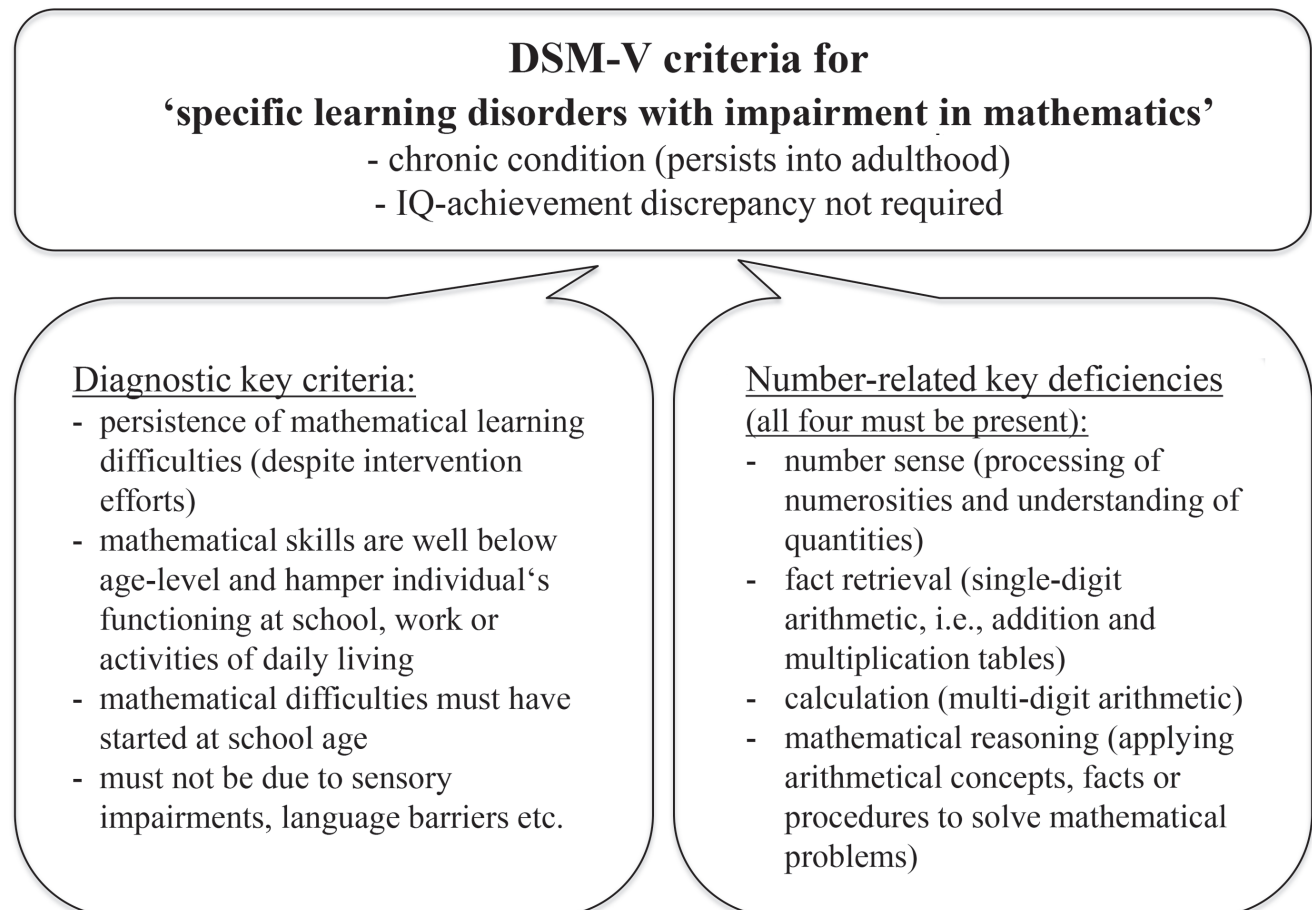 DSM-V criteria for
‘specific learning disorders with impairment in mathematics’
- chronic condition (persists into adulthood)
- IQ-achievement discrepancy not required
Diagnostic key criteria:
- persistence of mathematical learning
difficulties (despite intervention
efforts)
- mathematical skills are well below
age-level and hamper individual‘s
functioning at school, work or
activities of daily living
- mathematical difficulties must have
started at school age
- must not be due to sensory
impairments, language barriers etc.
Number-related key deficiencies
(all four must be present):
- number sense (processing of
numerosities and understanding of
quantities)
- fact retrieval (single-digit
arithmetic, i.e., addition and
multiplication tables)
- calculation (multi-digit arithmetic)
- mathematical reasoning (applying
arithmetical concepts, facts or
procedures to solve mathematical
problems)